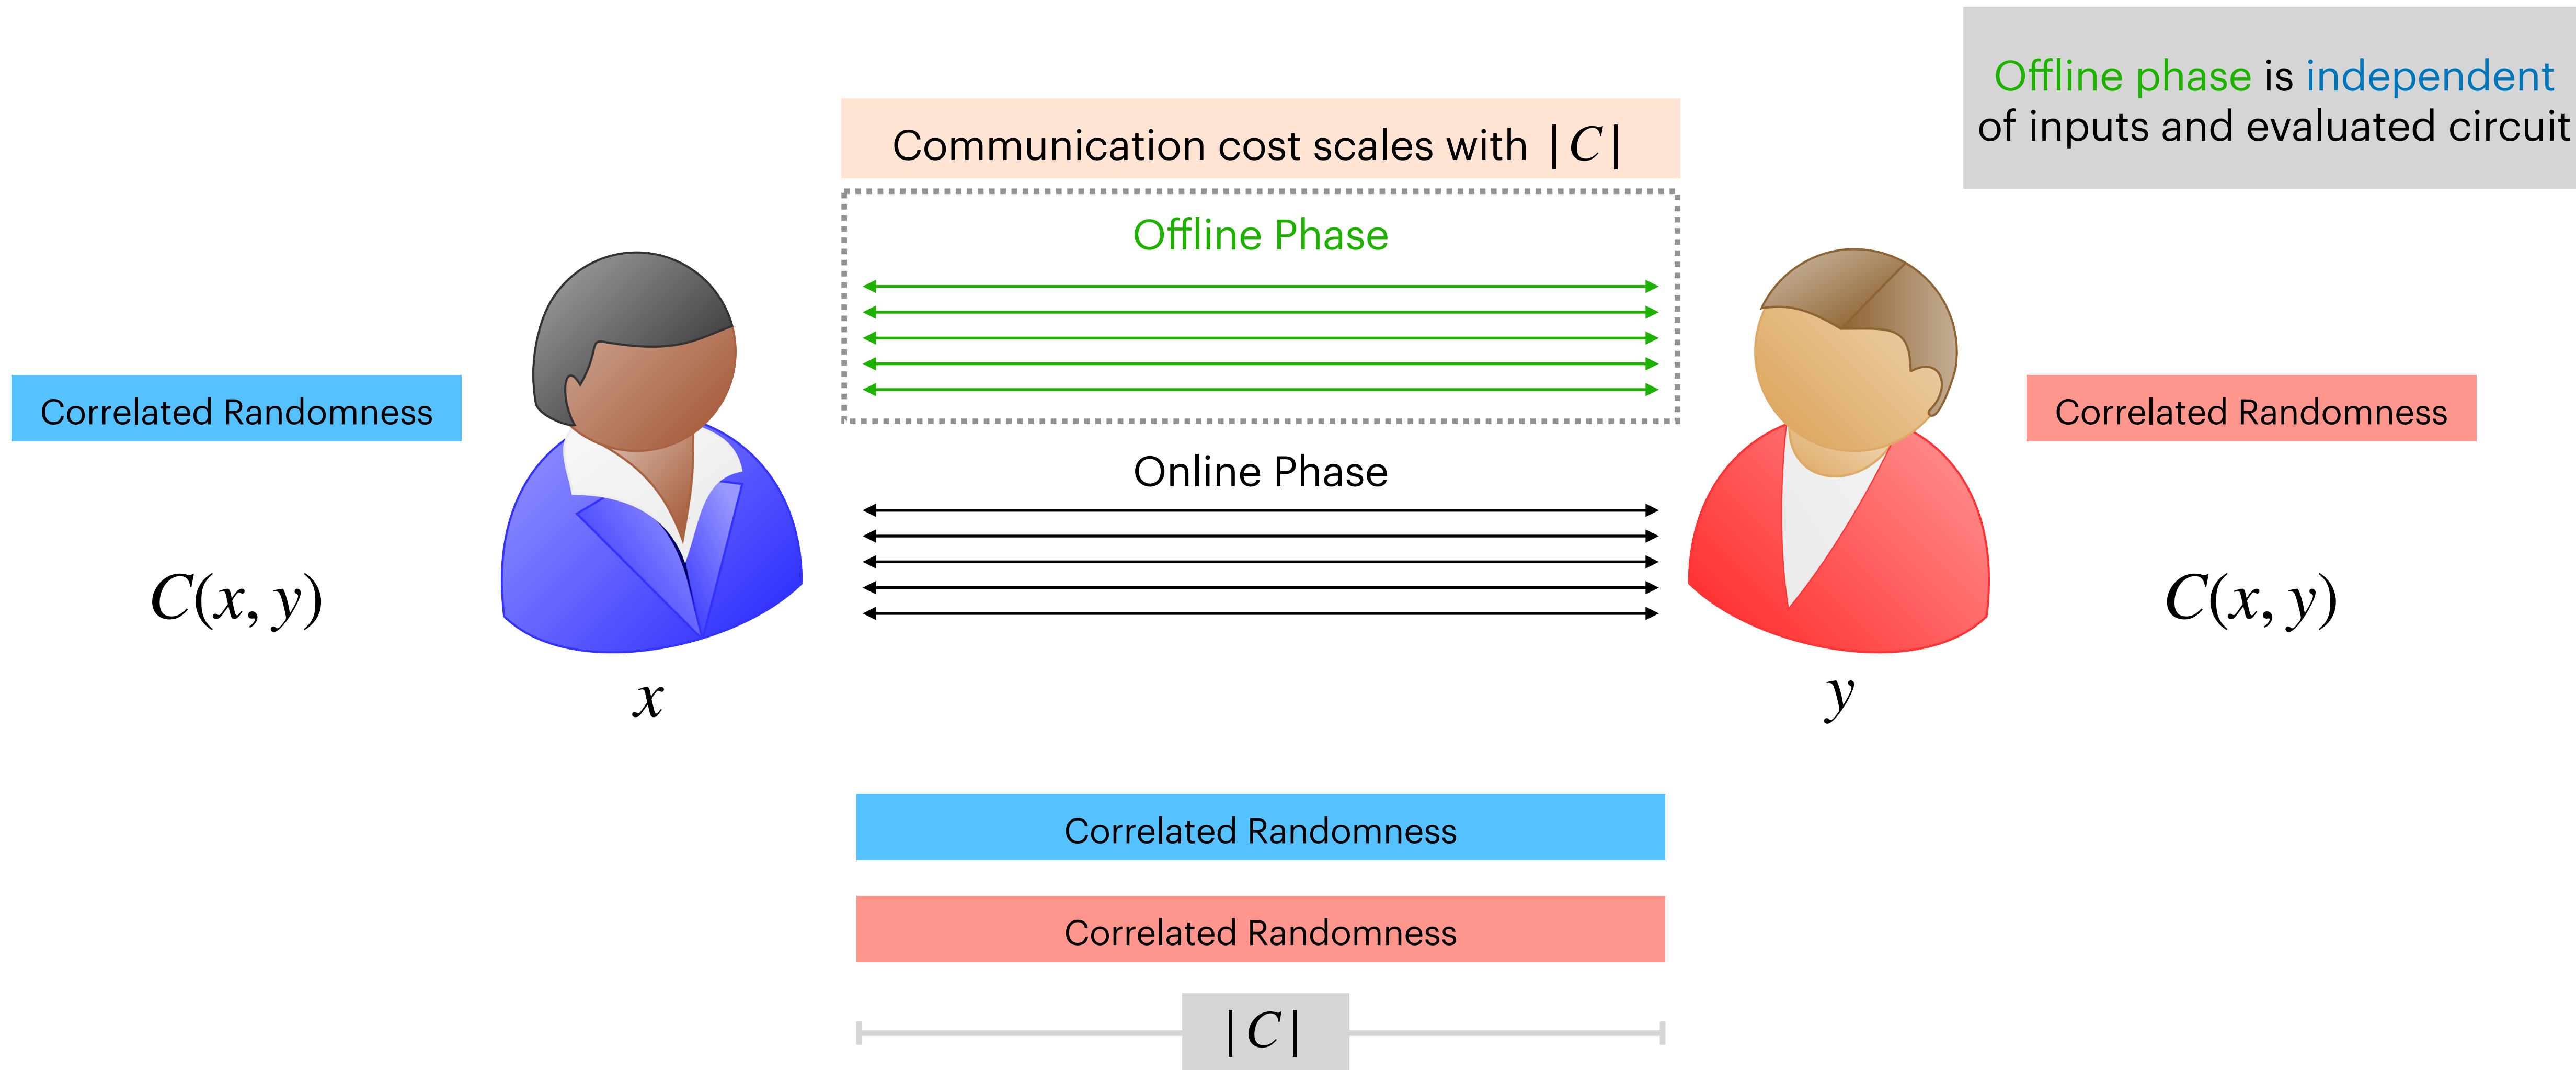 Offline phase is independent
of inputs and evaluated circuit
Communication cost scales with |C|
Offline Phase
Correlated Randomness
Correlated Randomness
Online Phase
C(x, y)
C(x, y)
x
y
Correlated Randomness
Correlated Randomness
|C|